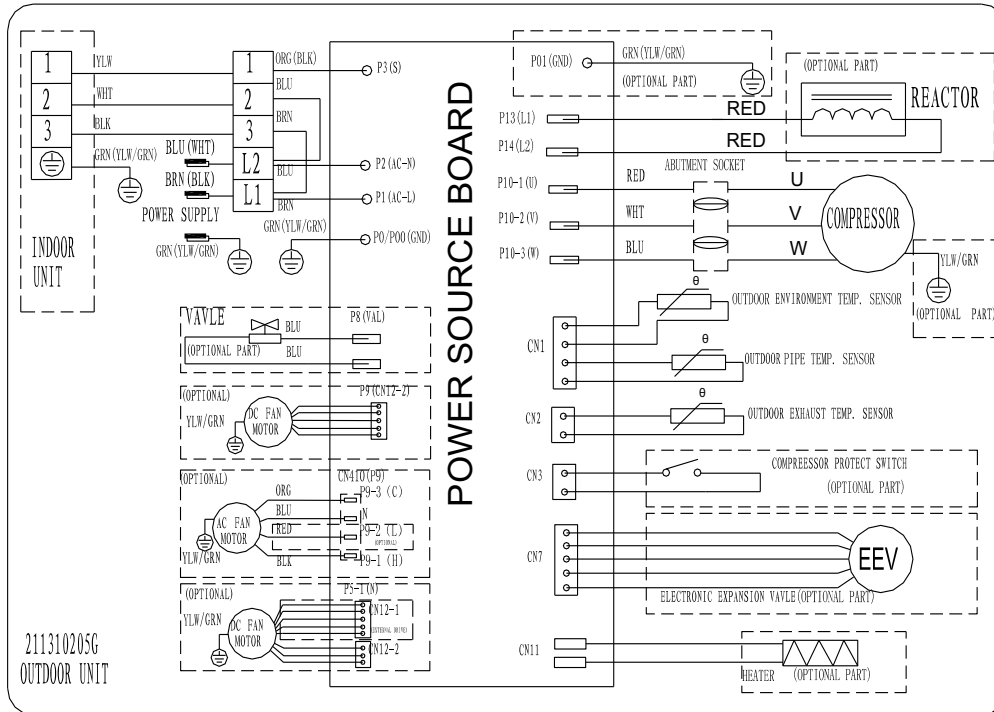 INDOOR
UNIT
1
2
3
YLW
WHT
BLK
GRN(YLW/GRN)
1
2
3
L2
L1
ORG(BLK)
BLU
BRN
BLU
BRN
BLU(WHT)
BRN(BLK)
POWER SUPPLY
GRN(YLW/GRN)
GRN(YLW/GRN)
P3(S)
P2(AC-N)
P1(AC-L)
P0/P00(GND)
VAVLE
(OPTIONAL PART)
BLU
BLU
P8(VAL)
(OPTIONAL)
YLW/GRN
DC FAN
MOTOR
P9(CN12-2)
(OPTIONAL)
AC FAN
MOTOR
YLW/GRN
ORG
BLU
RED
BLK
CN410(P9)
P9-3 (C)
N
P9-2 (L)
(OPTIONAL)
P9-1 (H)
(OPTIONAL)
YLW/GRN
DC FAN
MOTOR
P5-1(N)
CN12-1
(EXTERNAL DRIVE)
CN12-2
211310205G
OUTDOOR UNIT
POWER SOURCE BOARD
P01(GND)
GRN(YLW/GRN)
(OPTIONAL PART)
(OPTIONAL PART)
REACTOR
P13(L1)
RED
P14(L2)
RED
ABUTMENT SOCKET
P10-1(U)
RED
U
P10-2(V)
WHT
V
P10-3(W)
BLU
W
COMPRESSOR
YLW/GRN
(OPTIONAL PART)
CN1
θ
OUTDOOR ENVIRONMENT TEMP. SENSOR
θ
OUTDOOR PIPE TEMP. SENSOR
CN2
θ
OUTDOOR EXHAUST TEMP. SENSOR
CN3
COMPREESSOR PROTECT SWITCH
(OPTIONAL PART)
CN7
EEV
ELECTRONIC EXPANSION VAVLE(OPTIONAL PART)
CN11
HEATER
(OPTIONAL PART)